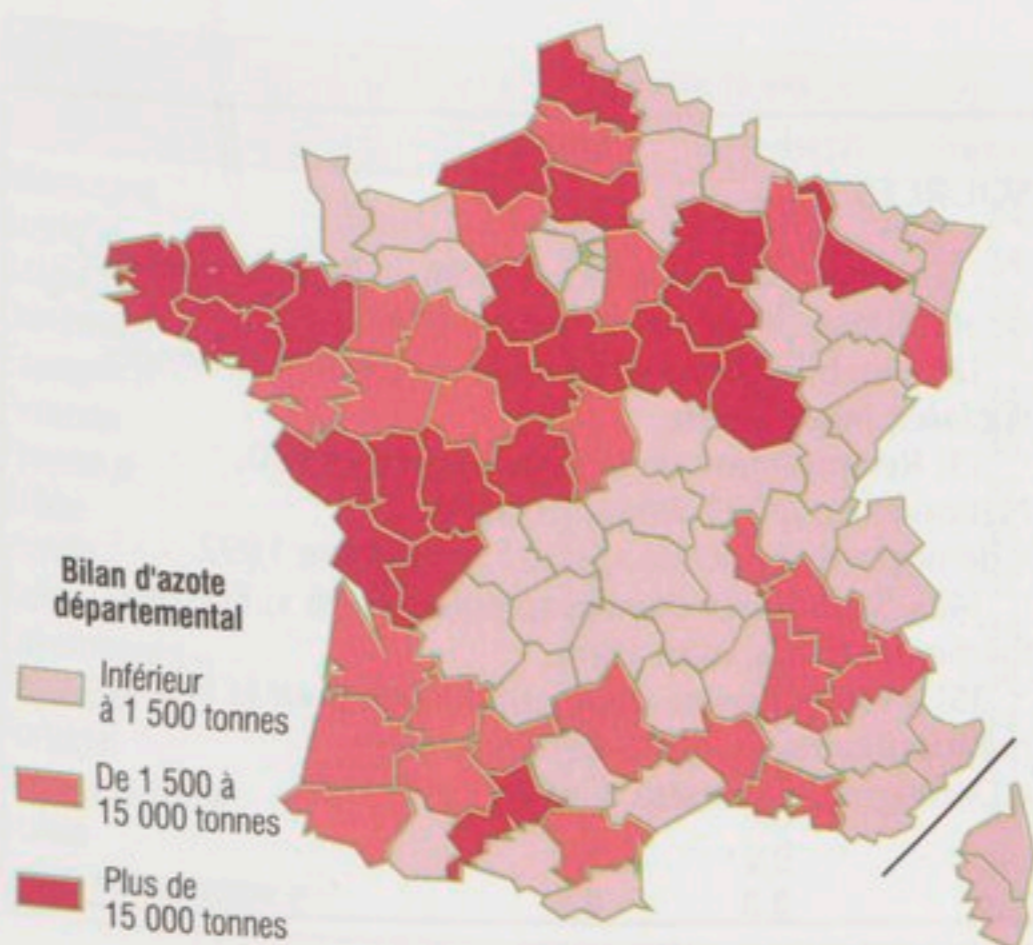 Bilan d'azote
départemental
Inférieur
à 1 500 tonnes
De 1 500 à
15 000 tonnes
Plus de
15 000 tonnes